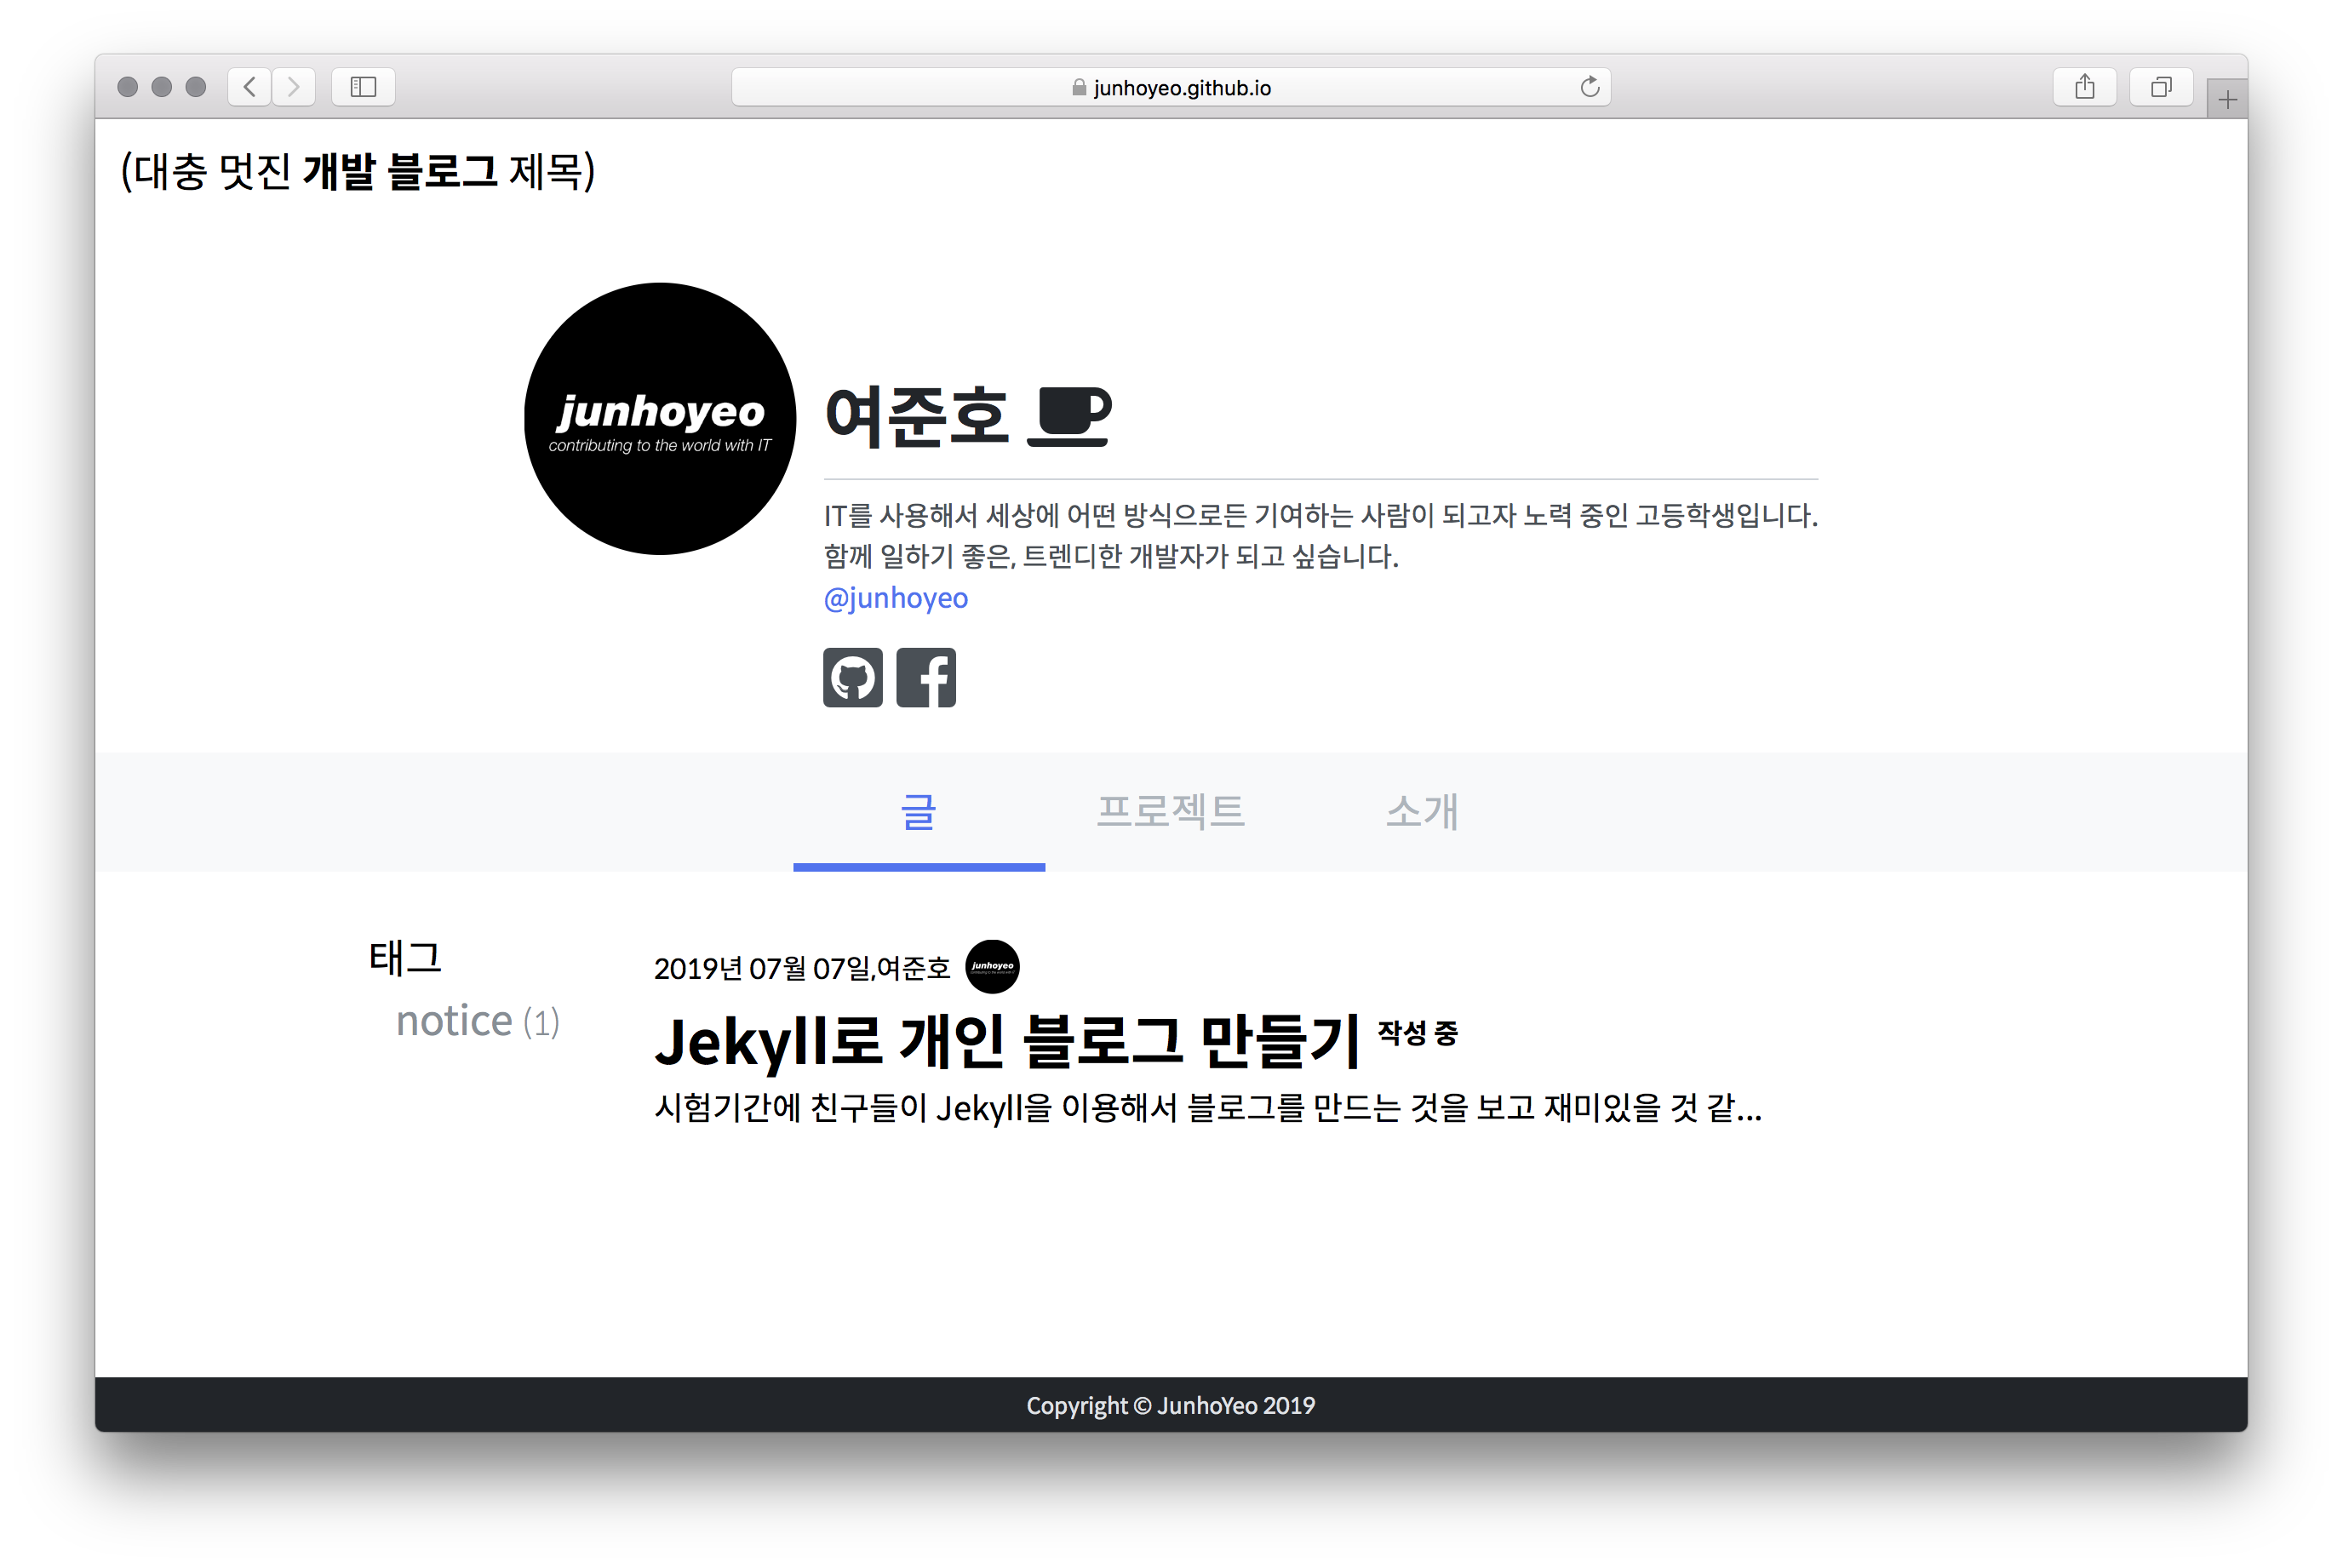 junhoyeo.github.io
(대충 멋진 개발 블로그 제목)
junhoyeo
contributing to the world with IT
여준호
IT를 사용해서 세상에 어떤 방식으로든 기여하는 사람이 되고자 노력 중인 고등학생입니다.
함께 일하기 좋은, 트렌디한 개발자가 되고 싶습니다.
@junhoyeo
글 프로젝트 소개
태그
notice (1)
2019년 07월 07일,여준호 junhoyeo
Jekyll로 개인 블로그 만들기 작성 중
시험기간에 친구들이 Jekyll을 이용해서 블로그를 만드는 것을 보고 재미있을 것 같...
Copyright © JunhoYeo 2019